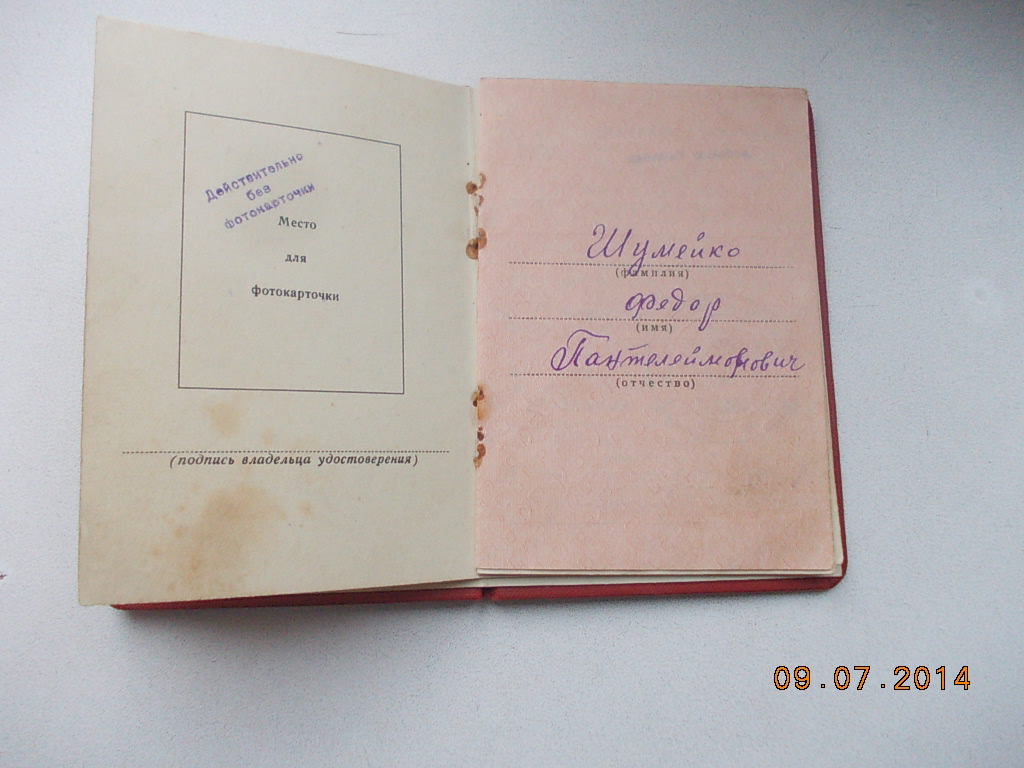 Действительно
без
фотокарточки
Место
для
фотокарточки
(подпись владельца удостоверения)
Шумейко
(фамилия)
Федор
(имя)
Пантелеймонович
(отчество)
09.07.2014